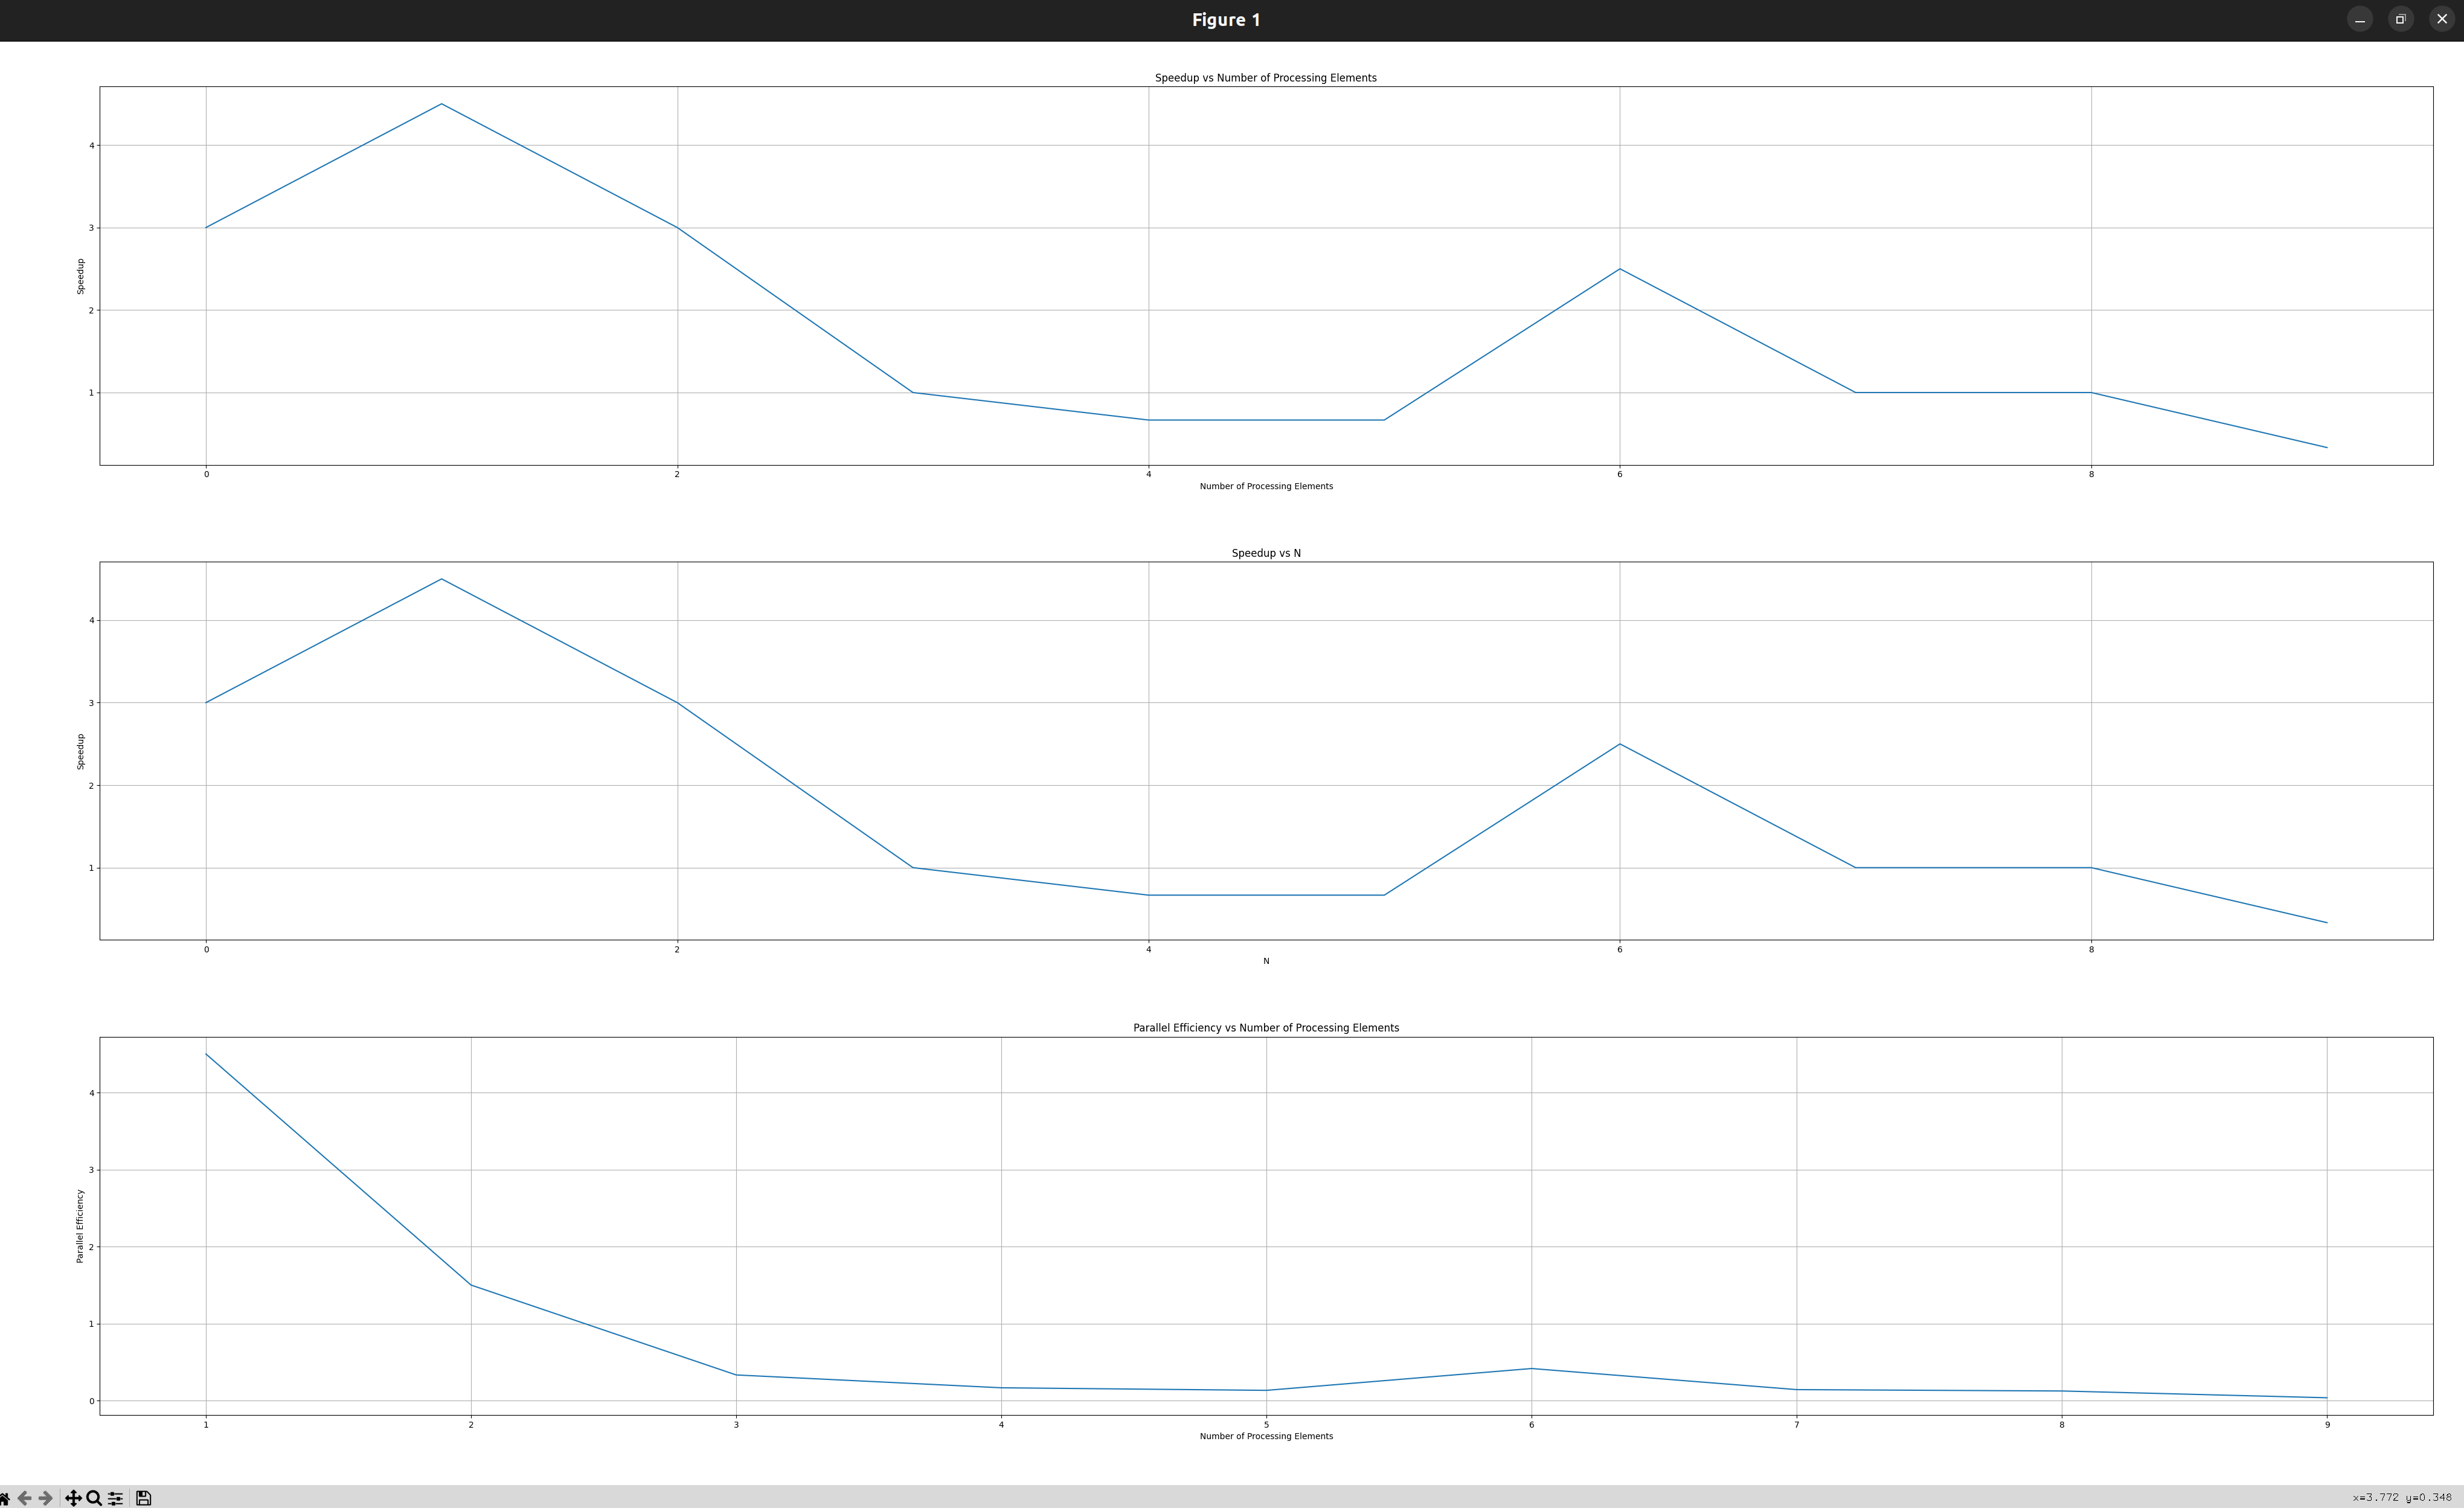 Figure 1
Speedup vs Number of Processing Elements
4
3
2
1
Speedup
0 2 4 6 8
Number of Processing Elements
Speedup vs N
4
3
2
1
Speedup
0 2 4 6 8
N
Parallel Efficiency vs Number of Processing Elements
4
3
2
1
0
Parallel Efficiency
1 2 3 4 5 6 7 8 9
Number of Processing Elements
x=3.772 y=0.348